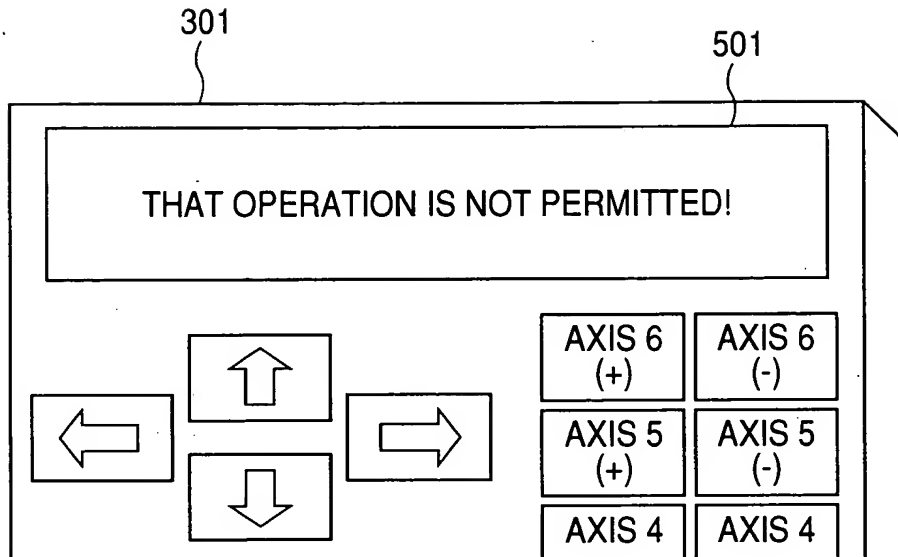 301
501
THAT OPERATION IS NOT PERMITTED!
AXIS 6
(+)
AXIS 6
(-)
AXIS 5
(+)
AXIS 5
(-)
AXIS 4
AXIS 4